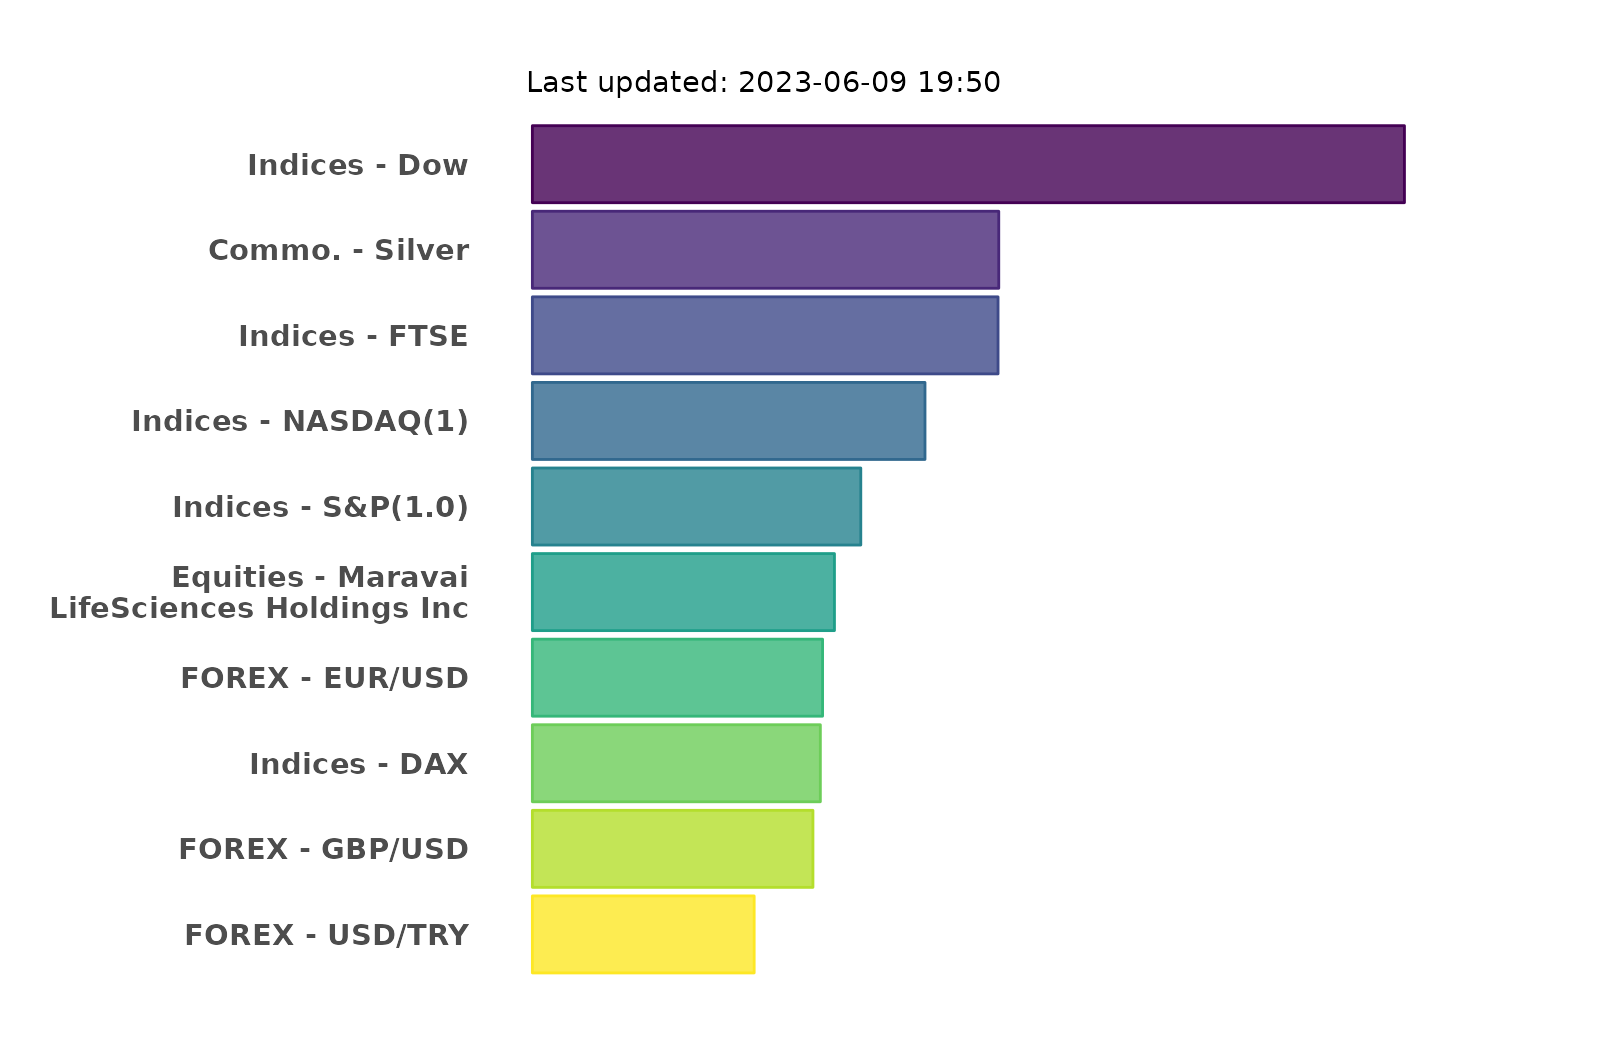 Last updated: 2023-06-09 19:50
Indices - Dow
Commo. - Silver
Indices - FTSE
Indices - NASDAQ(1)
Indices - S&P(1.0)
Equities - Maravai
LifeSciences Holdings Inc
FOREX - EUR/USD
Indices - DAX
FOREX - GBP/USD
FOREX - USD/TRY